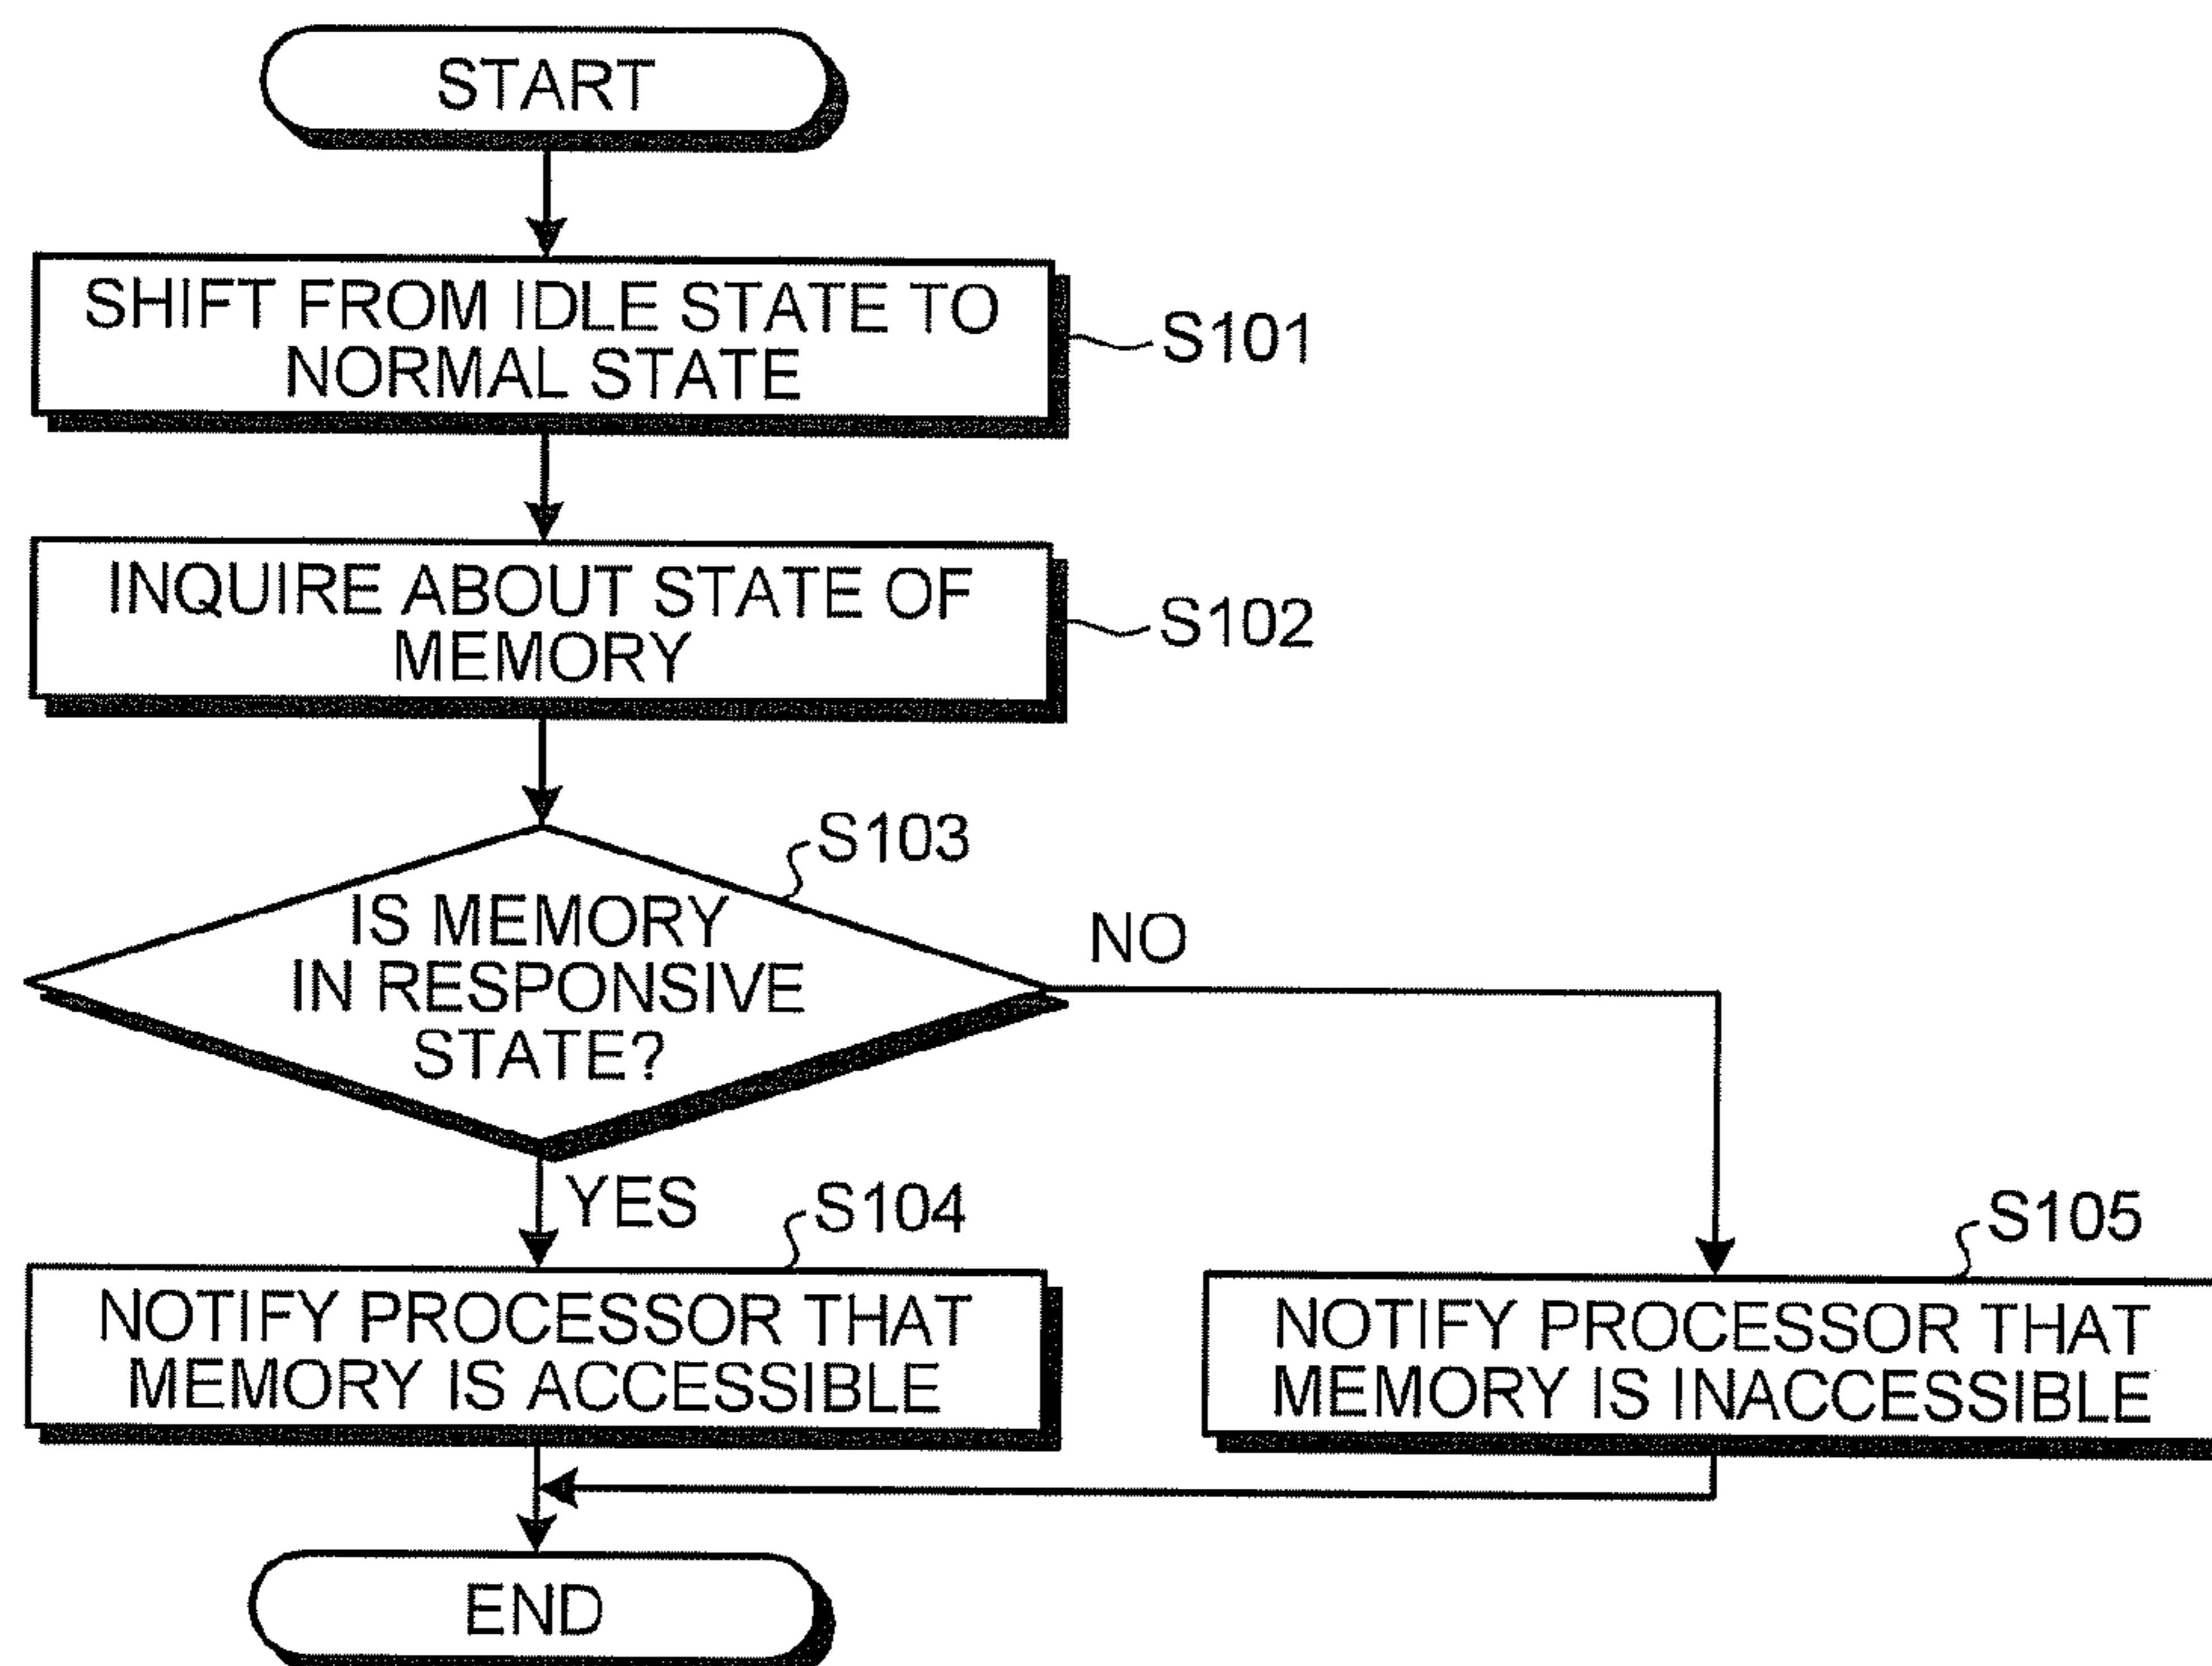 START
SHIFT FROM IDLE STATE TO
NORMAL STATE
S101
INQUIRE ABOUT STATE OF
MEMORY
S102
S103
IS MEMORY
IN RESPONSIVE
STATE?
NO
YES
S104
NOTIFY PROCESSOR THAT
MEMORY IS ACCESSIBLE
S105
NOTIFY PROCESSOR THAT
MEMORY IS INACCESSIBLE
END